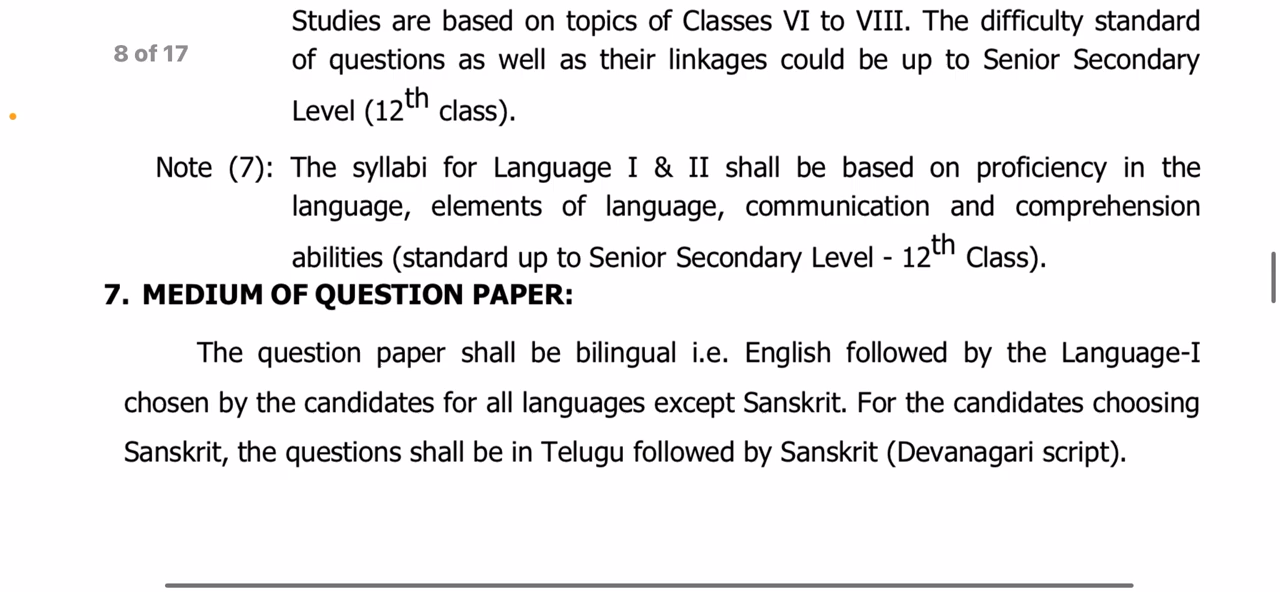 Studies are based on topics of Classes VI to VIII. The difficulty standard
8 of 17
of questions as well as their linkages could be up to Senior Secondary
Level (12th class).
Note (7): The syllabi for Language I & II shall be based on proficiency in the
language, elements of language, communication and comprehension
abilities (standard up to Senior Secondary Level - 12th Class).
7. MEDIUM OF QUESTION PAPER:
The question paper shall be bilingual i.e. English followed by the Language-I
chosen by the candidates for all languages except Sanskrit. For the candidates choosing
Sanskrit, the questions shall be in Telugu followed by Sanskrit (Devanagari script).